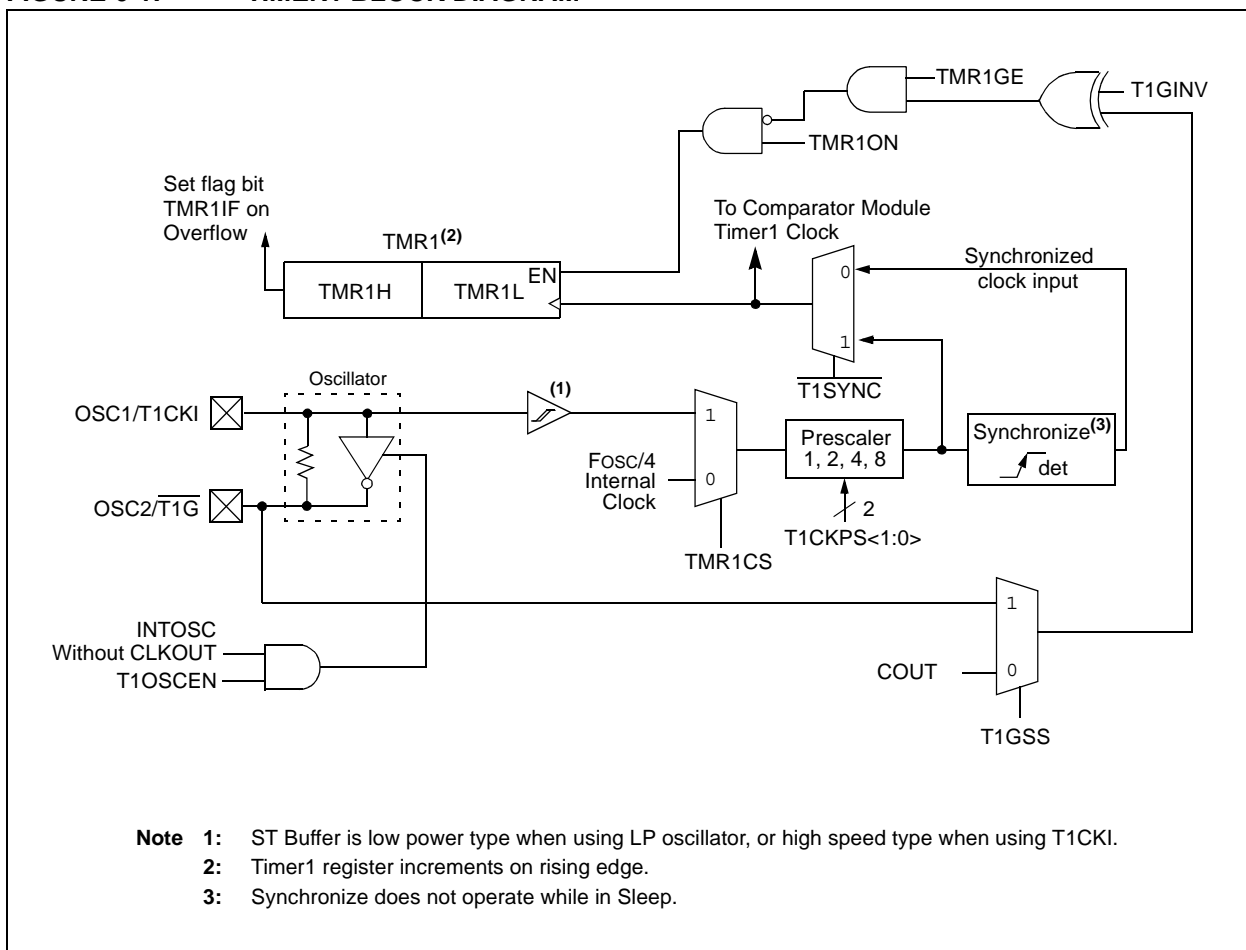 TMR1GE
T1GINV
TMR1ON
Set flag bit
TMR1IF on
Overflow
To Comparator Module
Timer1 Clock
TMR1(2)
EN
TMR1H
TMR1L
0
Synchronized
clock input
1
T1SYNC
Oscillator
(1)
OSC1/T1CKI
1
Prescaler
1, 2, 4, 8
Synchronize(3)
det
FOSC/4
Internal
Clock
0
OSC2/T1G
2
T1CKPS<1:0>
TMR1CS
1
INTOSC
Without CLKOUT
T1OSCEN
COUT
0
T1GSS
Note 1: ST Buffer is low power type when using LP oscillator, or high speed type when using T1CKI.
2: Timer1 register increments on rising edge.
3: Synchronize does not operate while in Sleep.